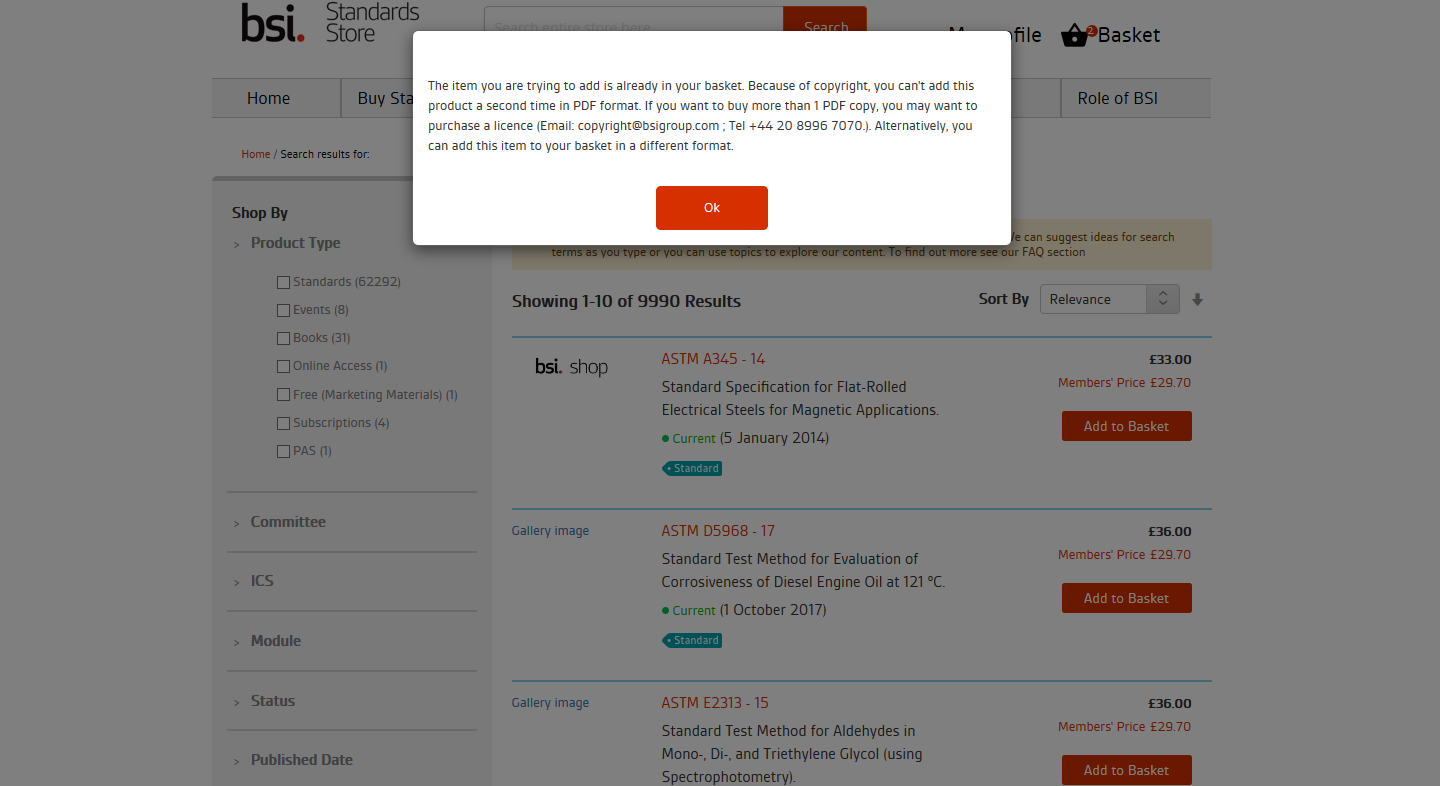 bsi. Standards
Store
Search entire store here
Search
ofile
2
Basket
The item you are trying to add is already in your basket. Because of copyright, you can't add this
product a second time in PDF format. If you want to buy more than 1 PDF copy, you may want to
purchase a licence (Email: copyright@bsigroup.com ; Tel +44 20 8996 7070.). Alternatively, you
can add this item to your basket in a different format.
Ok
Home
Buy Sta
Role of BSI
Home / Search results for:
Shop By
> Product Type
Standards (62292)
Events (8)
Books (31)
Online Access (1)
Free (Marketing Materials) (1)
Subscriptions (4)
PAS (1)
> Committee
> ICS
> Module
> Status
> Published Date
can suggest ideas for search
terms as you type or you can use topics to explore our content. To find out more see our FAQ section
Showing 1-10 of 9990 Results
Sort By
Relevance
bsi. shop
ASTM A345 - 14
Standard Specification for Flat-Rolled
Electrical Steels for Magnetic Applications.
Current (5 January 2014)
Standard
£33.00
Members' Price £29.70
Add to Basket
Gallery image
ASTM D5968 - 17
Standard Test Method for Evaluation of
Corrosiveness of Diesel Engine Oil at 121 °C.
Current (1 October 2017)
Standard
£36.00
Members' Price £29.70
Add to Basket
Gallery image
ASTM E2313 - 15
Standard Test Method for Aldehydes in
Mono-, Di-, and Triethylene Glycol (using
Spectrophotometry).
£36.00
Members' Price £29.70
Add to Basket